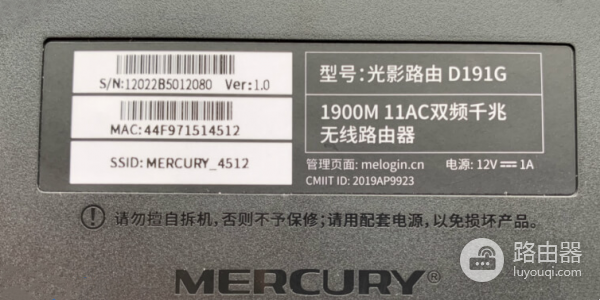 S/N:12022B5012080 Ver:1.0
MAC:44F971514512
SSID: MERCURY_4512
型号:光影路由 D191G
1900M 11AC双频千兆
无线路由器
管理页面: melogin.cn 电源: 12V⎓1A
CMIIT ID: 2019AP9923
请勿擅自拆机,否则不予保修;请用配套电源,以免损坏产品。
MERCURY®
路由器
luyouqi.com